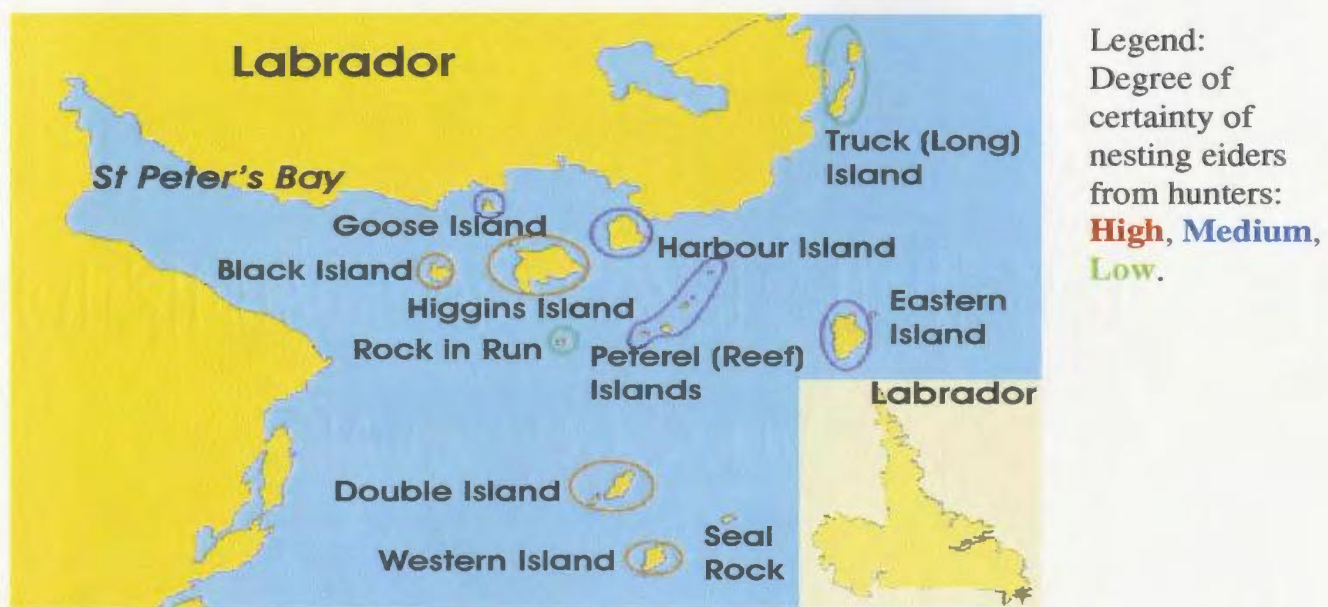 Labrador
St Peter's Bay
Truck (Long)
Island
Goose Island
Harbour Island
Black Island
Higgins Island
Eastern
Island
Rock in Run
Peterel (Reef)
Islands
Labrador
Double Island
Western Island
Seal
Rock
Legend:
Degree of
certainty of
nesting eiders
from hunters:
High, Medium,
Low.